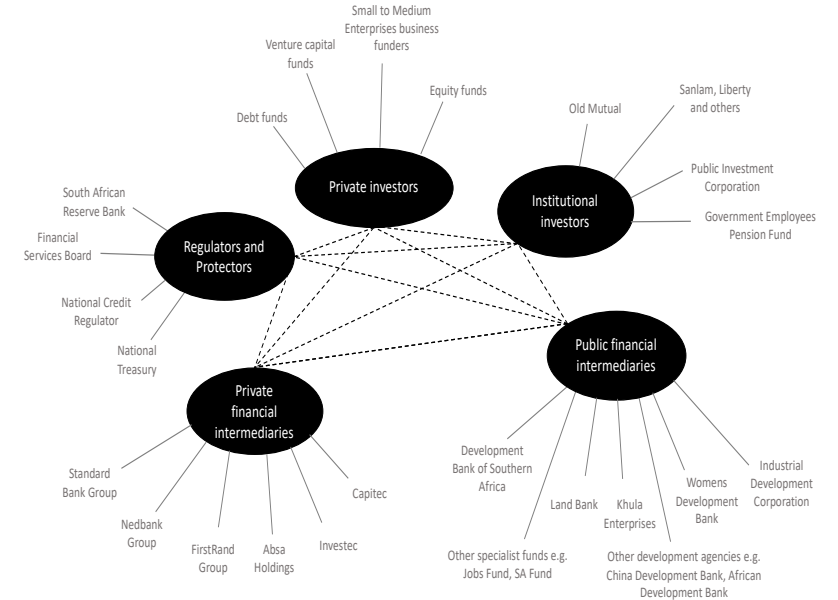 Small to Medium
Enterprises business
funders
Venture capital
funds
Equity funds
Debt funds
Private investors
Old Mutual
Sanlam, Liberty
and others
Public Investment
Corporation
Government Employees
Pension Fund
Institutional
investors
South African
Reserve Bank
Financial
Services Board
National Credit
Regulator
National
Treasury
Regulators and
Protectors
Public financial
intermediaries
Private
financial
intermediaries
Standard
Bank Group
Nedbank
Group
FirstRand
Group
Absa
Holdings
Investec
Capitec
Development
Bank of Southern
Africa
Other specialist funds e.g.
Jobs Fund, SA Fund
Land Bank
Khula
Enterprises
Other development agencies e.g.
China Development Bank, African
Development Bank
Womens
Development
Bank
Industrial
Development
Corporation